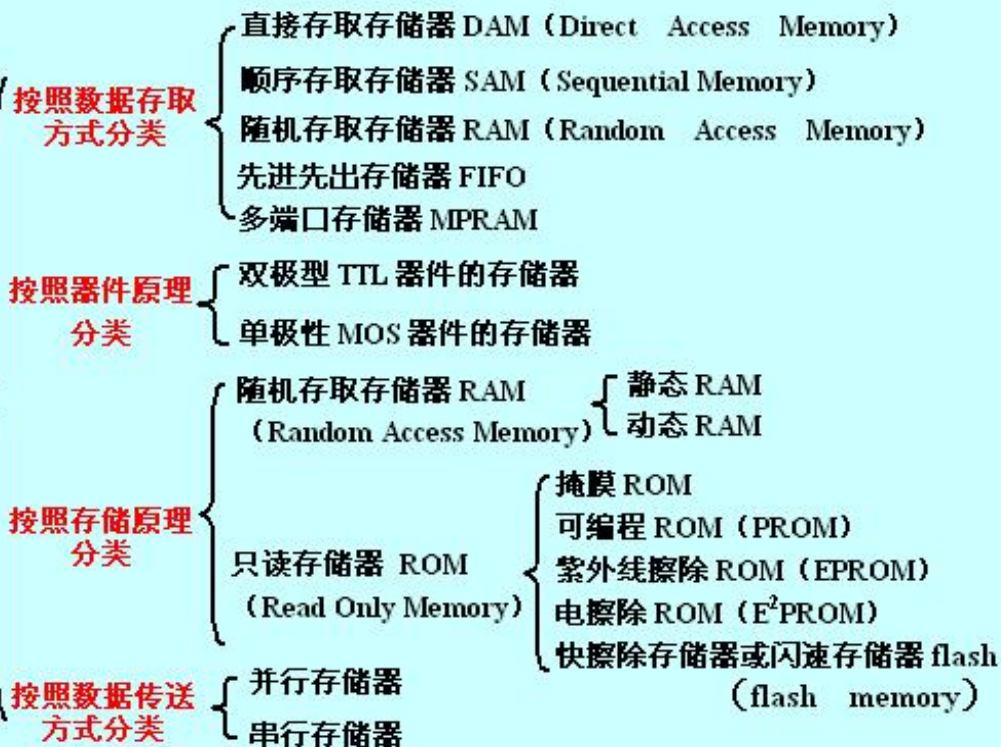 按照数据存取
方式分类
直接存取存储器 DAM（Direct Access Memory）
顺序存取存储器 SAM（Sequential Memory）
随机存取存储器 RAM（Random Access Memory）
先进先出存储器 FIFO
多端口存储器 MPRAM
按照器件原理
分类
双极型 TTL 器件的存储器
单极性 MOS 器件的存储器
按照存储原理
分类
随机存取存储器 RAM
（Random Access Memory）
静态 RAM
动态 RAM
只读存储器 ROM
（Read Only Memory）
掩膜 ROM
可编程 ROM（PROM）
紫外线擦除 ROM（EPROM）
电擦除 ROM（E²PROM）
快擦除存储器或闪速存储器 flash
（flash memory）
按照数据传送
方式分类
并行存储器
串行存储器